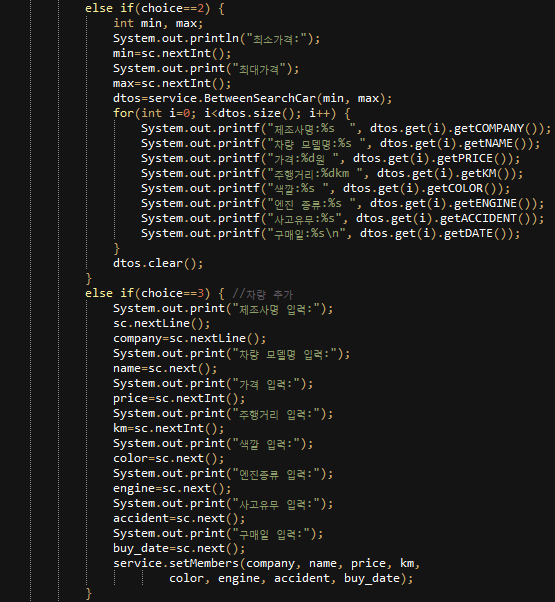 else if(choice==2) {
int min, max;
System.out.println("최소가격:");
min=sc.nextInt();
System.out.print("최대가격");
max=sc.nextInt();
dtos=service.BetweenSearchCar(min, max);
for(int i=0; i<dtos.size(); i++) {
System.out.printf("제조사명:%s  ", dtos.get(i).getCOMPANY());
System.out.printf("차량 모델명:%s ", dtos.get(i).getNAME());
System.out.printf("가격:%d원 ", dtos.get(i).getPRICE());
System.out.printf("주행거리:%dkm ", dtos.get(i).getKM());
System.out.printf("색깔:%s ", dtos.get(i).getCOLOR());
System.out.printf("엔진 종류:%s ", dtos.get(i).getENGINE());
System.out.printf("사고유무:%s", dtos.get(i).getACCIDENT());
System.out.printf("구매일:%s\n", dtos.get(i).getDATE());
}
dtos.clear();
}
else if(choice==3) { //차량 추가
System.out.print("제조사명 입력:");
sc.nextLine();
company=sc.nextLine();
System.out.print("차량 모델명 입력:");
name=sc.next();
System.out.print("가격 입력:");
price=sc.nextInt();
System.out.print("주행거리 입력:");
km=sc.nextInt();
System.out.print("색깔 입력:");
color=sc.next();
System.out.print("엔진종류 입력:");
engine=sc.next();
System.out.print("사고유무 입력:");
accident=sc.next();
System.out.print("구매일 입력:");
buy_date=sc.next();
service.setMembers(company, name, price, km,
color, engine, accident, buy_date);
}